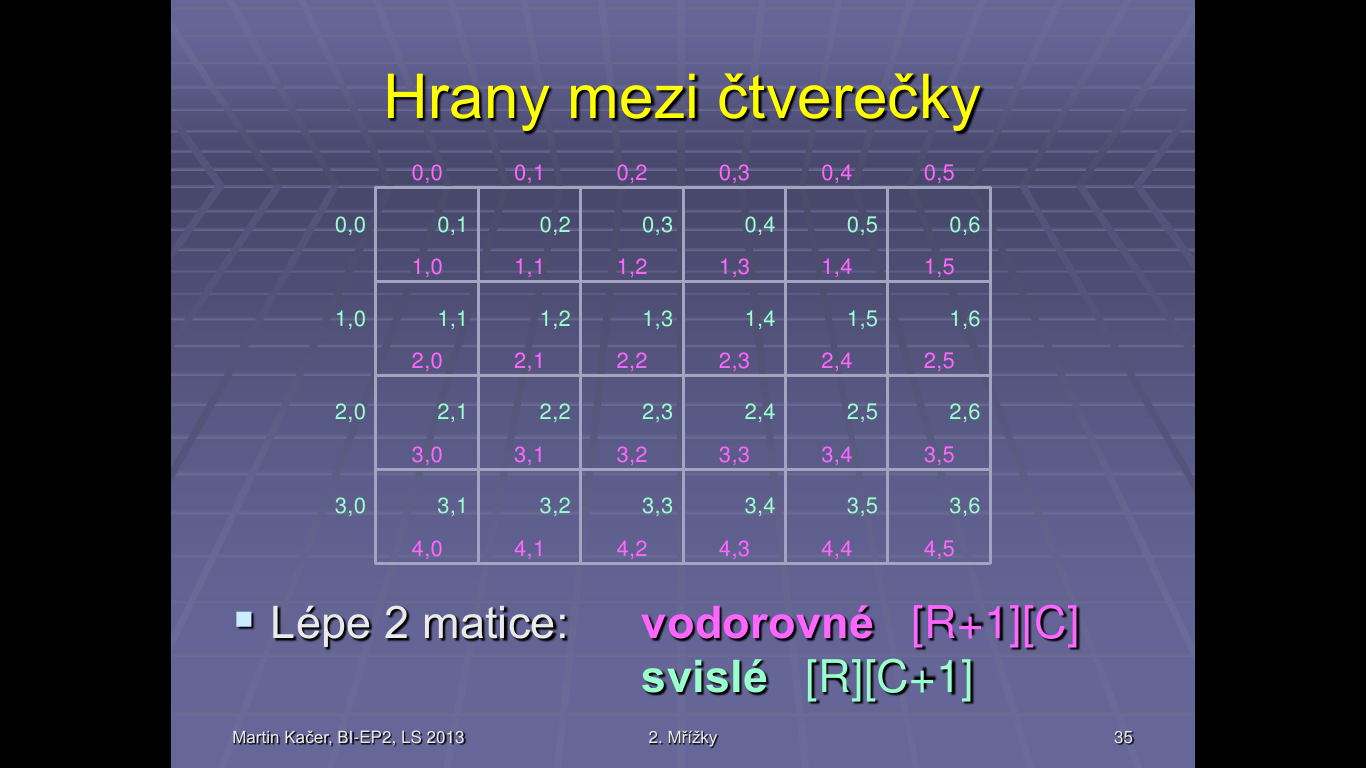 Hrany mezi čtverečky
0,0 0,1 0,2 0,3 0,4 0,5
0,0 0,1 0,2 0,3 0,4 0,5 0,6
1,0 1,1 1,2 1,3 1,4 1,5
1,0 1,1 1,2 1,3 1,4 1,5 1,6
2,0 2,1 2,2 2,3 2,4 2,5
2,0 2,1 2,2 2,3 2,4 2,5 2,6
3,0 3,1 3,2 3,3 3,4 3,5
3,0 3,1 3,2 3,3 3,4 3,5 3,6
4,0 4,1 4,2 4,3 4,4 4,5
▪ Lépe 2 matice: vodorovné [R+1][C]
svislé [R][C+1]
Martin Kačer, BI-EP2, LS 2013 2. Mřížky 35